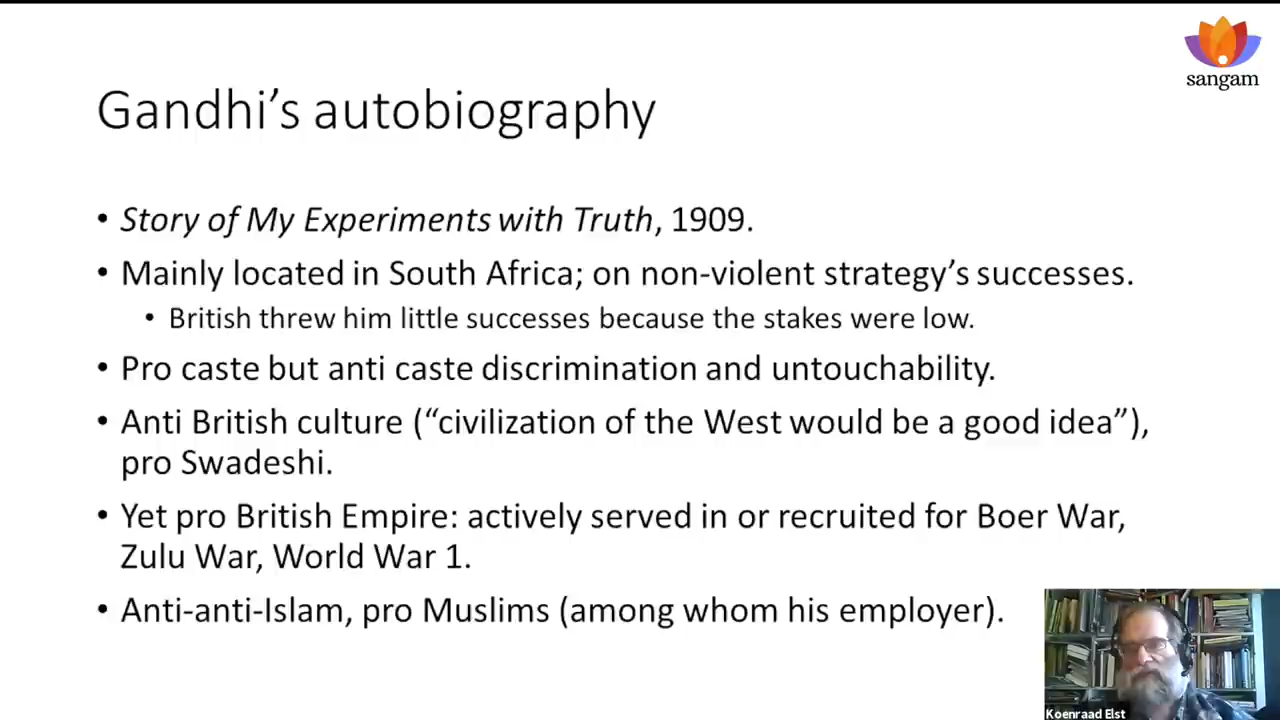 sangam
Gandhi’s autobiography
• Story of My Experiments with Truth, 1909.
• Mainly located in South Africa; on non-violent strategy’s successes.
• British threw him little successes because the stakes were low.
• Pro caste but anti caste discrimination and untouchability.
• Anti British culture (“civilization of the West would be a good idea”),
pro Swadeshi.
• Yet pro British Empire: actively served in or recruited for Boer War,
Zulu War, World War 1.
• Anti-anti-Islam, pro Muslims (among whom his employer).
Koenraad Elst